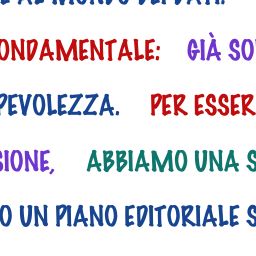 ONDAMENTALE: GIÀ SO
PEVOLEZZA. PER ESSER
SIONE, ABBIAMO UNA S
O UN PIANO EDITORIALE S